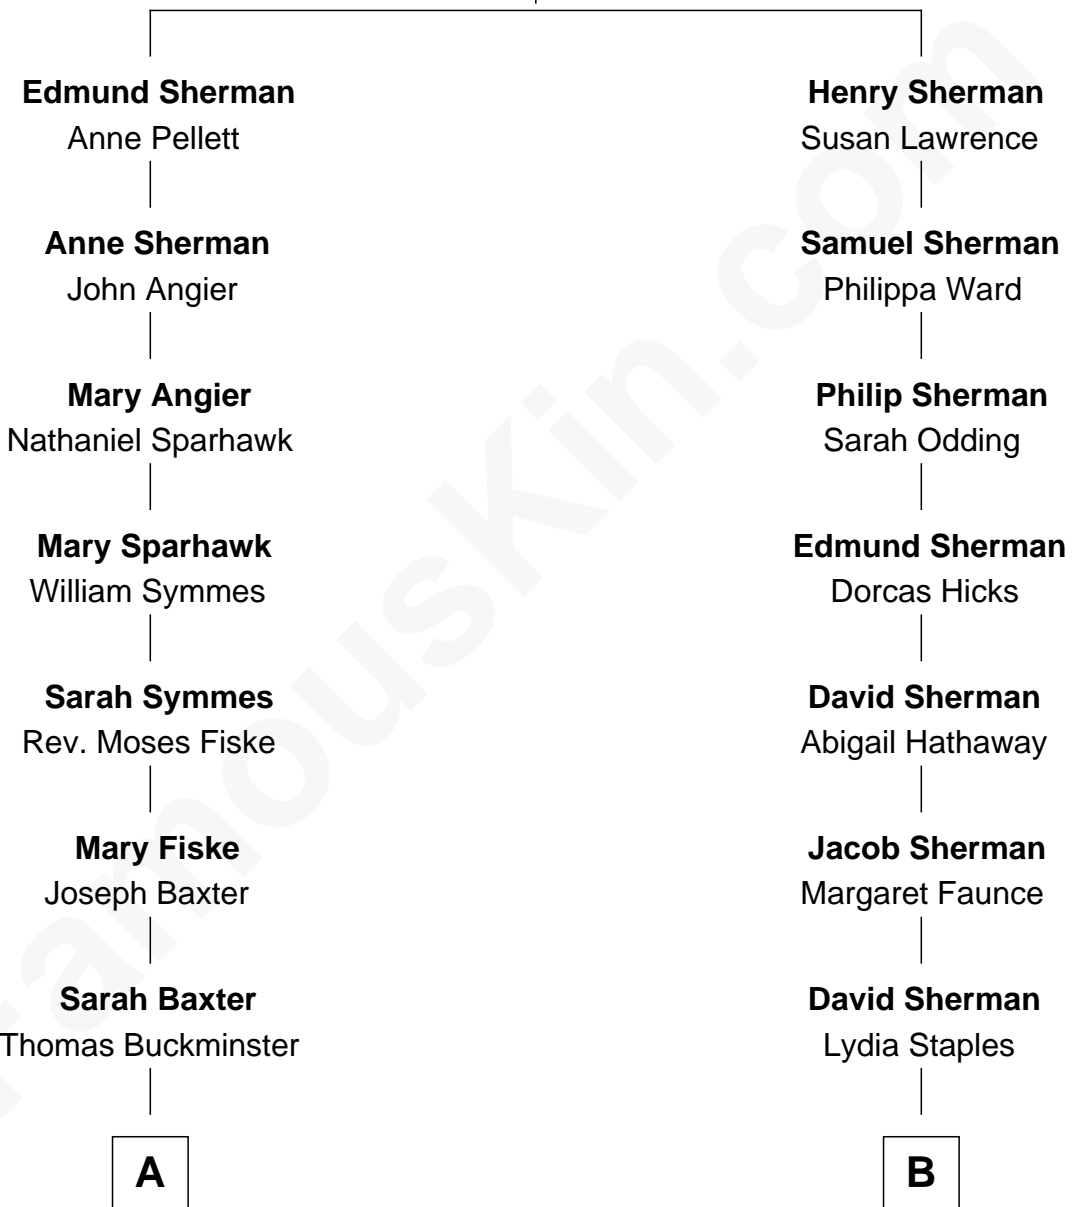 Edmund Sherman
Anne Pellett
Anne Sherman
John Angier
Mary Angier
Nathaniel Sparhawk
Mary Sparhawk
William Symmes
Sarah Symmes
Rev. Moses Fiske
Mary Fiske
Joseph Baxter
Sarah Baxter
Thomas Buckminster
A
Henry Sherman
Susan Lawrence
Samuel Sherman
Philippa Ward
Philip Sherman
Sarah Odding
Edmund Sherman
Dorcas Hicks
David Sherman
Abigail Hathaway
Jacob Sherman
Margaret Faunce
David Sherman
Lydia Staples
B
FamousKin.com